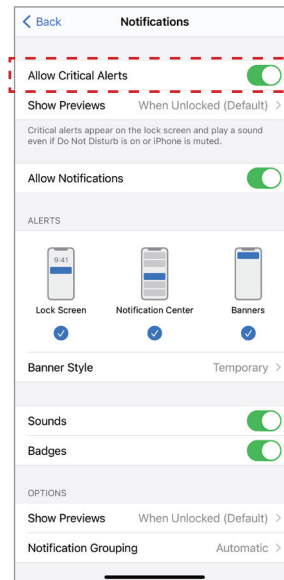 Back Notifications
Allow Critical Alerts
Show Previews When Unlocked (Default)
Critical alerts appear on the lock screen and play a sound
even if Do Not Disturb is on or iPhone is muted.
Allow Notifications
ALERTS
9:41
Lock Screen Notification Center Banners
Banner Style Temporary
Sounds
Badges
OPTIONS
Show Previews When Unlocked (Default)
Notification Grouping Automatic